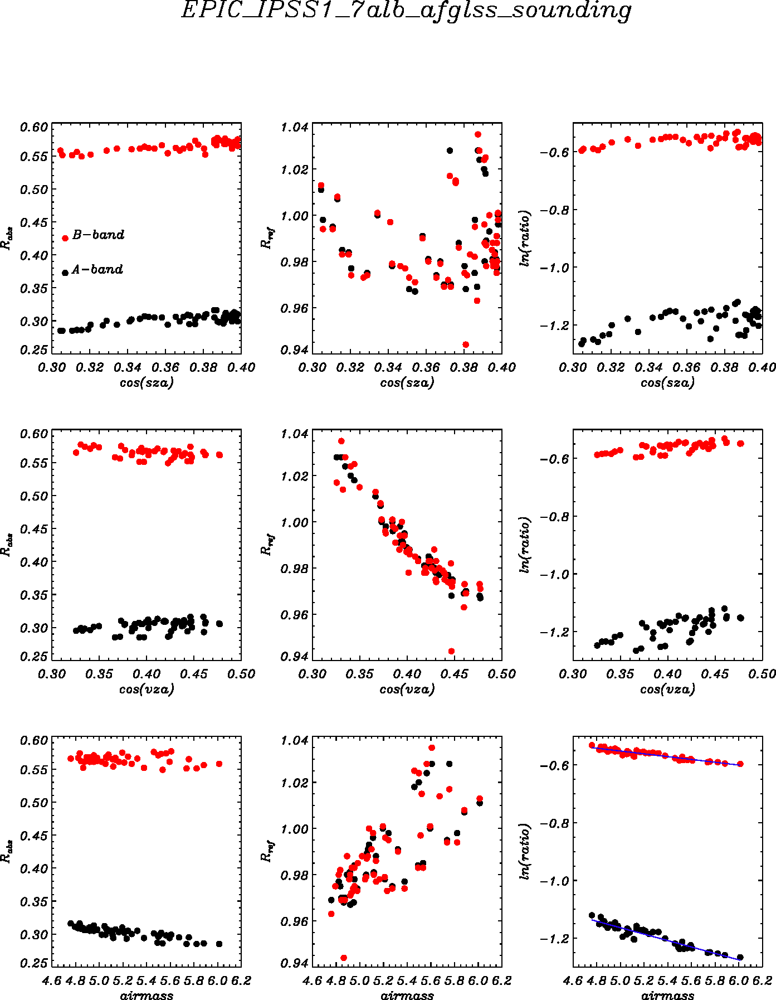 EPIC_IPSS1_7alb_afglss_sounding
0.60
0.55
0.50
0.45
0.40
0.35
0.30
0.25
R_abs
B-band
A-band
0.30 0.32 0.34 0.36 0.38 0.40
cos(sza)
1.04
1.02
1.00
0.98
0.96
0.94
R_ref
0.30 0.32 0.34 0.36 0.38 0.40
cos(sza)
-0.6
-0.8
-1.0
-1.2
ln(ratio)
0.30 0.32 0.34 0.36 0.38 0.40
cos(sza)
0.60
0.55
0.50
0.45
0.40
0.35
0.30
0.25
R_abs
0.30 0.35 0.40 0.45 0.50
cos(vza)
1.04
1.02
1.00
0.98
0.96
0.94
R_ref
0.30 0.35 0.40 0.45 0.50
cos(vza)
-0.6
-0.8
-1.0
-1.2
ln(ratio)
0.30 0.35 0.40 0.45 0.50
cos(vza)
0.60
0.55
0.50
0.45
0.40
0.35
0.30
0.25
R_abs
4.6 4.8 5.0 5.2 5.4 5.6 5.8 6.0 6.2
airmass
1.04
1.02
1.00
0.98
0.96
0.94
R_ref
4.6 4.8 5.0 5.2 5.4 5.6 5.8 6.0 6.2
airmass
-0.6
-0.8
-1.0
-1.2
ln(ratio)
4.6 4.8 5.0 5.2 5.4 5.6 5.8 6.0 6.2
airmass